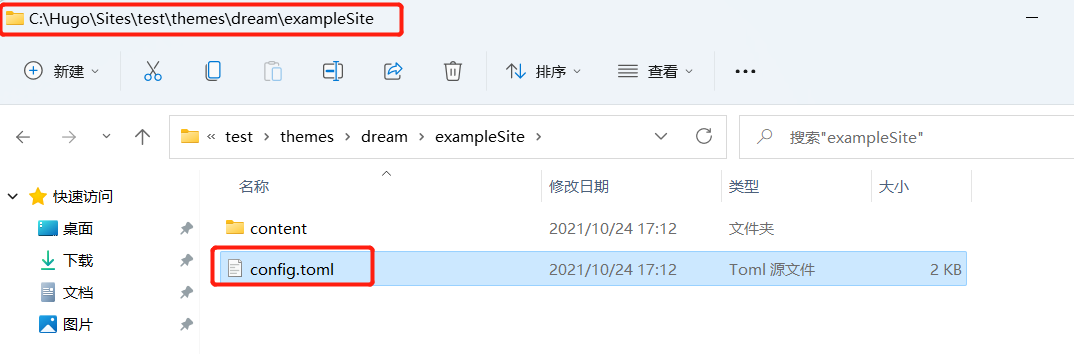 C:\Hugo\Sites\test\themes\dream\exampleSite
新建 排序 查看
« test › themes › dream › exampleSite › 搜索"exampleSite"
名称 修改日期 类型 大小
快速访问
桌面
下载
文档
图片
content 2021/10/24 17:12 文件夹
config.toml 2021/10/24 17:12 Toml 源文件 2 KB